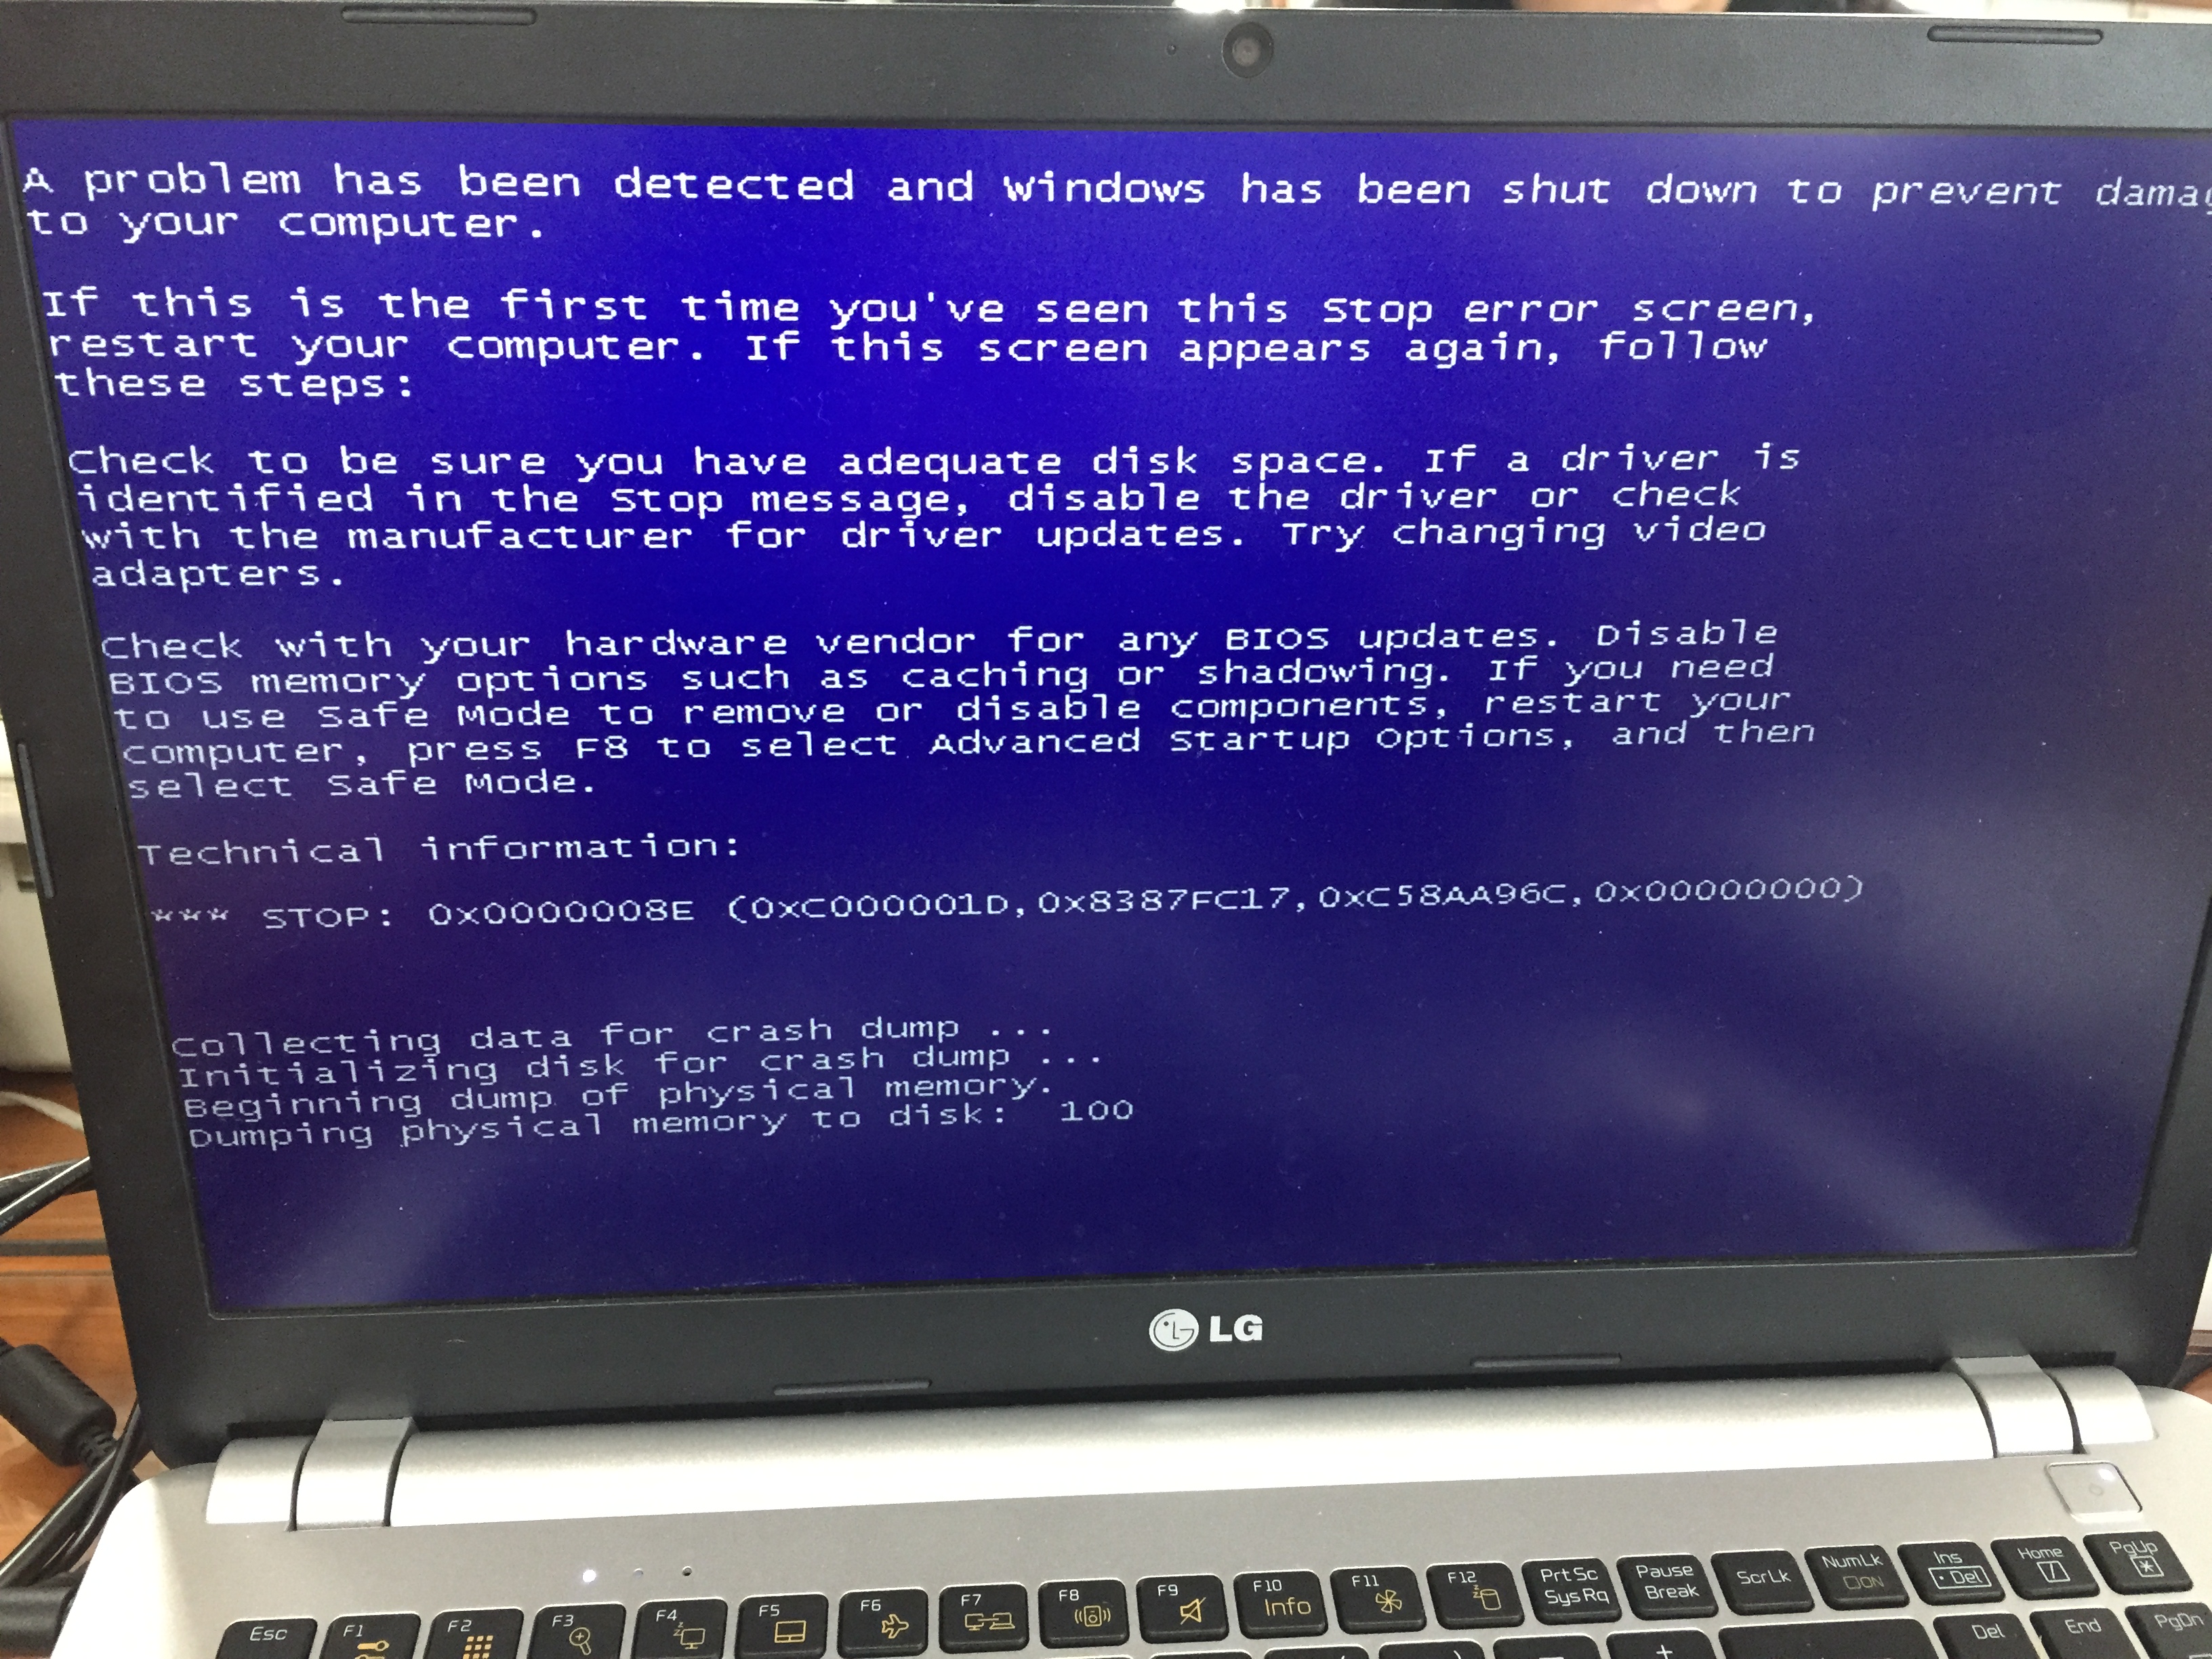 A problem has been detected and windows has been shut down to prevent
to your computer.
If this is the first time you've seen this Stop error screen,
restart your computer. If this screen appears again, follow
these steps:
Check to be sure you have adequate disk space. If a driver is
identified in the Stop message, disable the driver or check
with the manufacturer for driver updates. Try changing video
adapters.
Check with your hardware vendor for any BIOS updates. Disable
BIOS memory options such as caching or shadowing. If you need
to use Safe Mode to remove or disable components, restart your
computer, press F8 to select Advanced Startup Options, and then
select Safe Mode.
Technical information:
*** STOP: 0x0000008E (0xC000001D,0x8387FC17,0xC58AA96C,0x00000000)
Collecting data for crash dump ...
Initializing disk for crash dump ...
Beginning dump of physical memory.
Dumping physical memory to disk: 100
LG
Esc F1 F2 F3 F4 F5 F6 F7 F8 F9 F10 Info F11 F12 PrtSc SysRq Pause Break ScrLk NumLk ON Ins Del Home / PgUp *
Del End PgDn